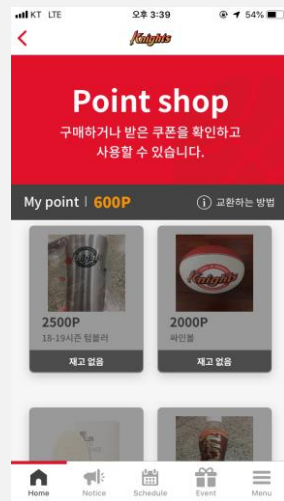 KT LTE 오후 3:39 54%
Knights
Point shop
구매하거나 받은 쿠폰을 확인하고
사용할 수 있습니다.
My point | 600P
i 교환하는 방법
Knights
2500P
18-19시즌 텀블러
재고 없음
2000P
싸인볼
재고 없음
Home Notice Schedule Event Menu